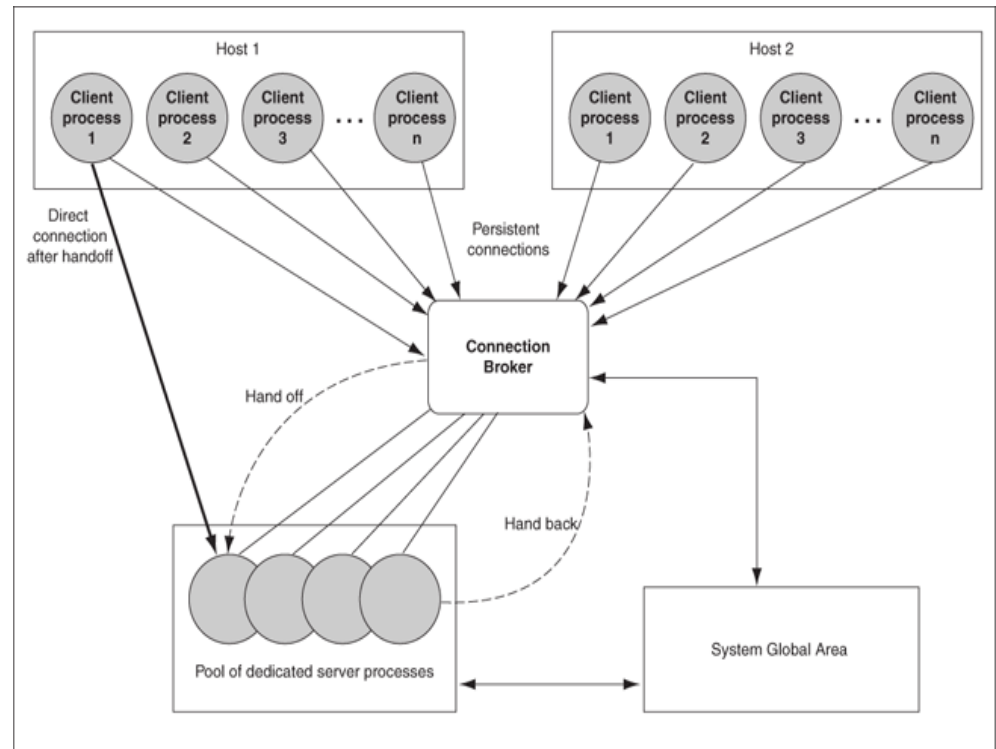 Host 1
Host 2
Client
process
1
Client
process
2
Client
process
3
...
Client
process
n
Client
process
1
Client
process
2
Client
process
3
...
Client
process
n
Direct
connection
after handoff
Persistent
connections
Connection
Broker
Hand off
Hand back
Pool of dedicated server processes
System Global Area